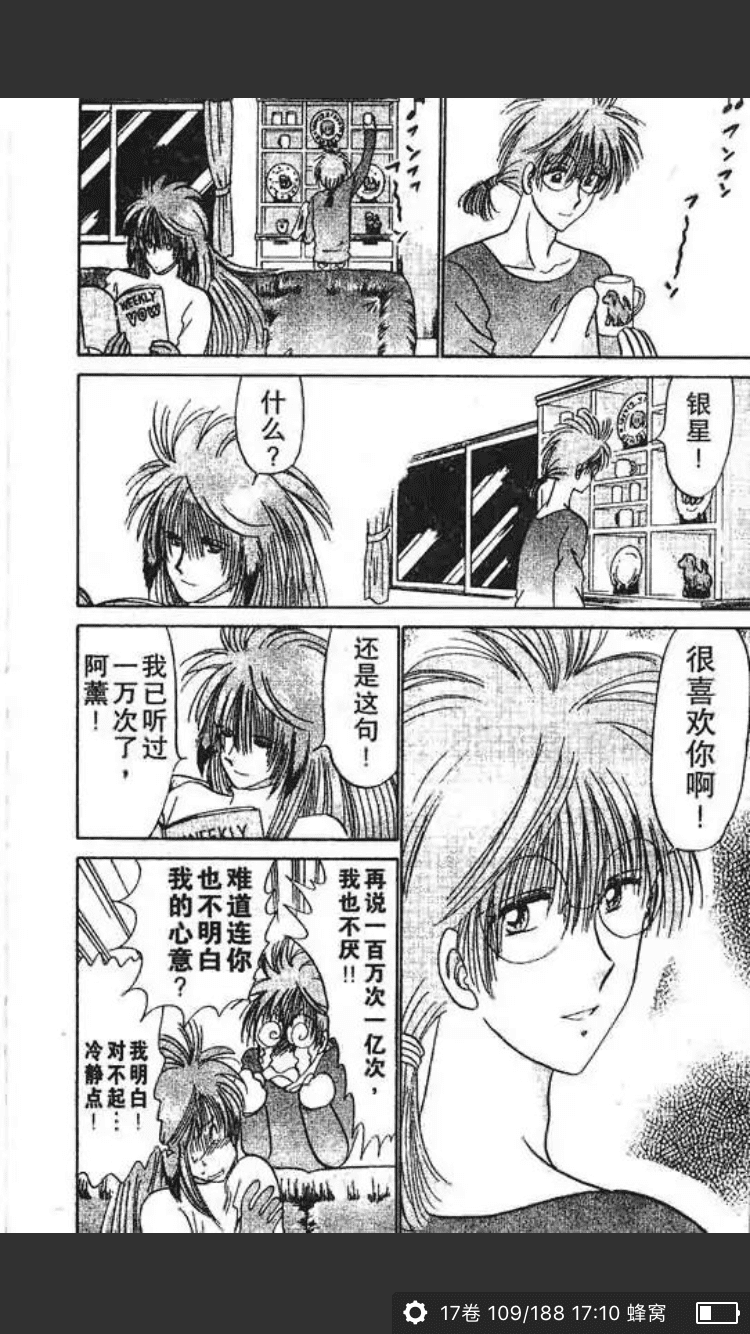 WEEKLY
VOW
银星！
什么？
很喜欢你啊！
还是这句！
我已听过
一万次了，
阿薰！
WEEKLY
再说一百万次一亿次，
我也不厌!!
难道连你
也不明白
我的心意？
我明白！
对不起…
冷静点！
17卷 109/188 17:10 蜂窝